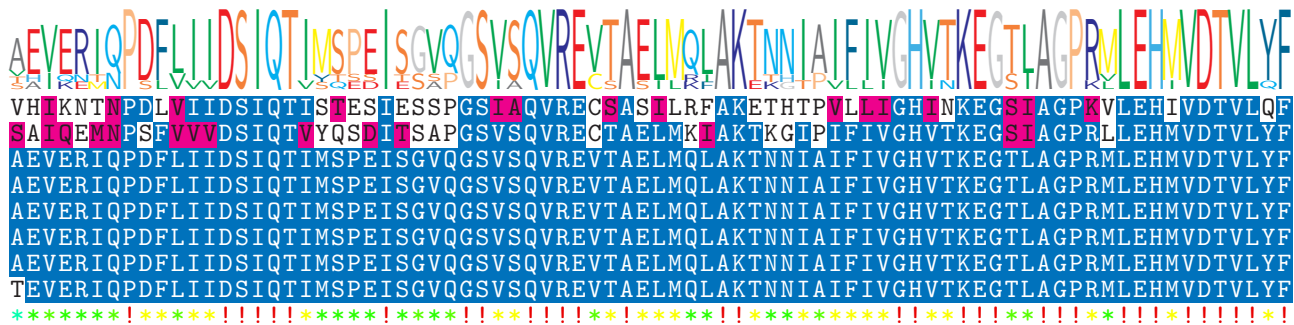 AEVERIQPDFLIIDSIQTIMSPEISGVQGSVSQVREVTAELMQLAKTNNIAIFIVGHVTKEGTLAGPRMLEHMVDTVLYF
VHIKNTNPDLVIIDSIQTISTESIESSPGSIAQVRECSASILRFAKETHTPVLLIGHINKEGSIAGPKVLEHIVDTVLQF
SAIQEMNPSFVVVDSIQTVYQSDITSAPGSVSQVRECTAELMKIAKTKGIPIFIVGHVTKEGSIAGPRLLEHMVDTVLYF
AEVERIQPDFLIIDSIQTIMSPEISGVQGSVSQVREVTAELMQLAKTNNIAIFIVGHVTKEGTLAGPRMLEHMVDTVLYF
AEVERIQPDFLIIDSIQTIMSPEISGVQGSVSQVREVTAELMQLAKTNNIAIFIVGHVTKEGTLAGPRMLEHMVDTVLYF
AEVERIQPDFLIIDSIQTIMSPEISGVQGSVSQVREVTAELMQLAKTNNIAIFIVGHVTKEGTLAGPRMLEHMVDTVLYF
AEVERIQPDFLIIDSIQTIMSPEISGVQGSVSQVREVTAELMQLAKTNNIAIFIVGHVTKEGTLAGPRMLEHMVDTVLYF
AEVERIQPDFLIIDSIQTIMSPEISGVQGSVSQVREVTAELMQLAKTNNIAIFIVGHVTKEGTLAGPRMLEHMVDTVLYF
TEVERIQPDFLIIDSIQTIMSPEISGVQGSVSQVREVTAELMQLAKTNNIAIFIVGHVTKEGTLAGPRMLEHMVDTVLYF
*******!*****!!!!!*****!****!!**!!!!**!*****!!*********!!**!!!**!!!**!!!*!!!!!*!